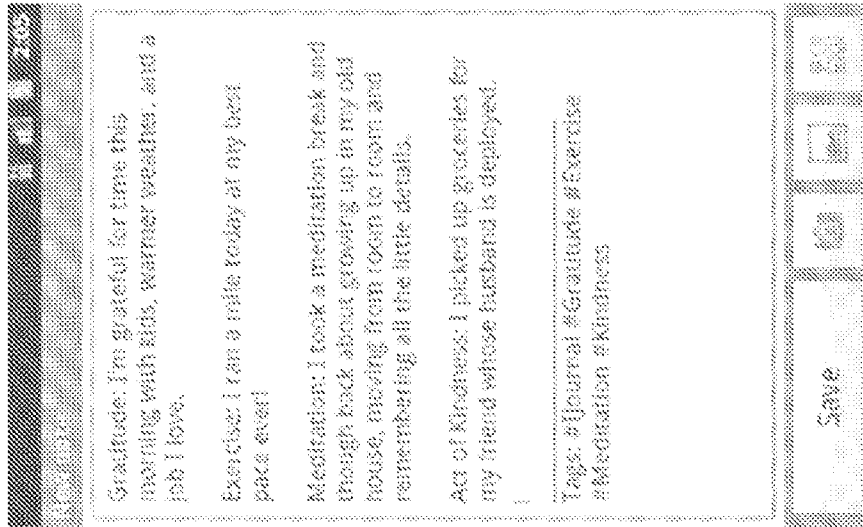 2:05
Gratitude: I'm grateful for time this
morning with kids, warmer weather, and a
job I love.
Exercise: I ran a mile today at my best
pace ever!
Meditation: I took a meditation break and
though back about growing up in my old
house, moving from room to room and
remembering all the little details.
Act of Kindness: I picked up groceries for
my friend whose husband is deployed.
Tags: #Journal #Gratitude #Exercise
#Meditation #Kindness
Save